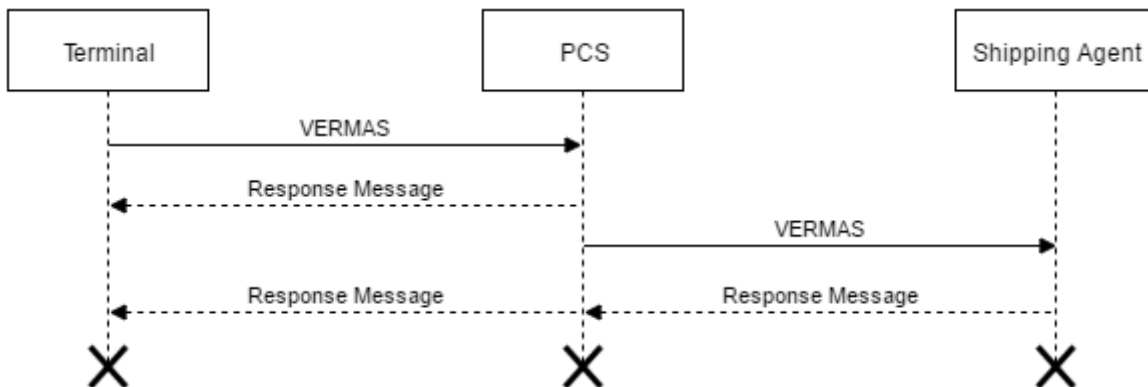 Terminal
PCS
Shipping Agent
VERMAS
Response Message
VERMAS
Response Message
Response Message